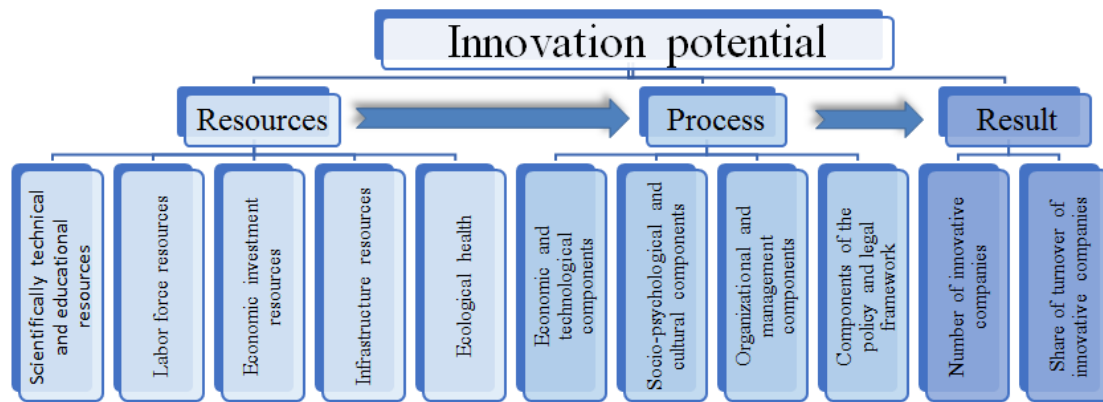 Innovation potential
Resources
Process
Result
Scientifically technical
and educational
resources
Labor force resources
Economic investment
resources
Infrastructure resources
Ecological health
Economic and
technological
components
Socio-psychological and
cultural components
Organizational and
management
components
Components of the
policy and legal
framework
Number of innovative
companies
Share of turnover of
innovative companies